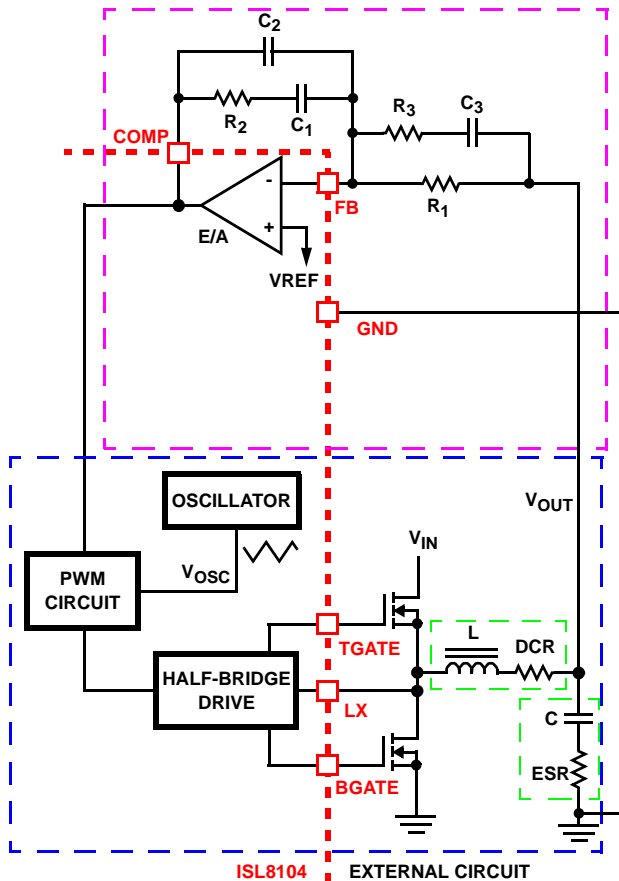 C2
R2
C1
R3
C3
COMP
-
FB
R1
+
E/A
VREF
GND
OSCILLATOR
VOUT
PWM
CIRCUIT
VOSC
VIN
TGATE
L
DCR
HALF-BRIDGE
DRIVE
LX
C
ESR
BGATE
ISL8104
EXTERNAL CIRCUIT